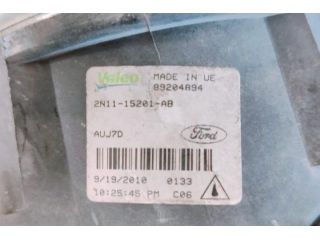 Valeo MADE IN UE
89204894
2N11-15201-AB
AUJ7D
Ford
9/19/2010 0133
10:25:45 PM C06